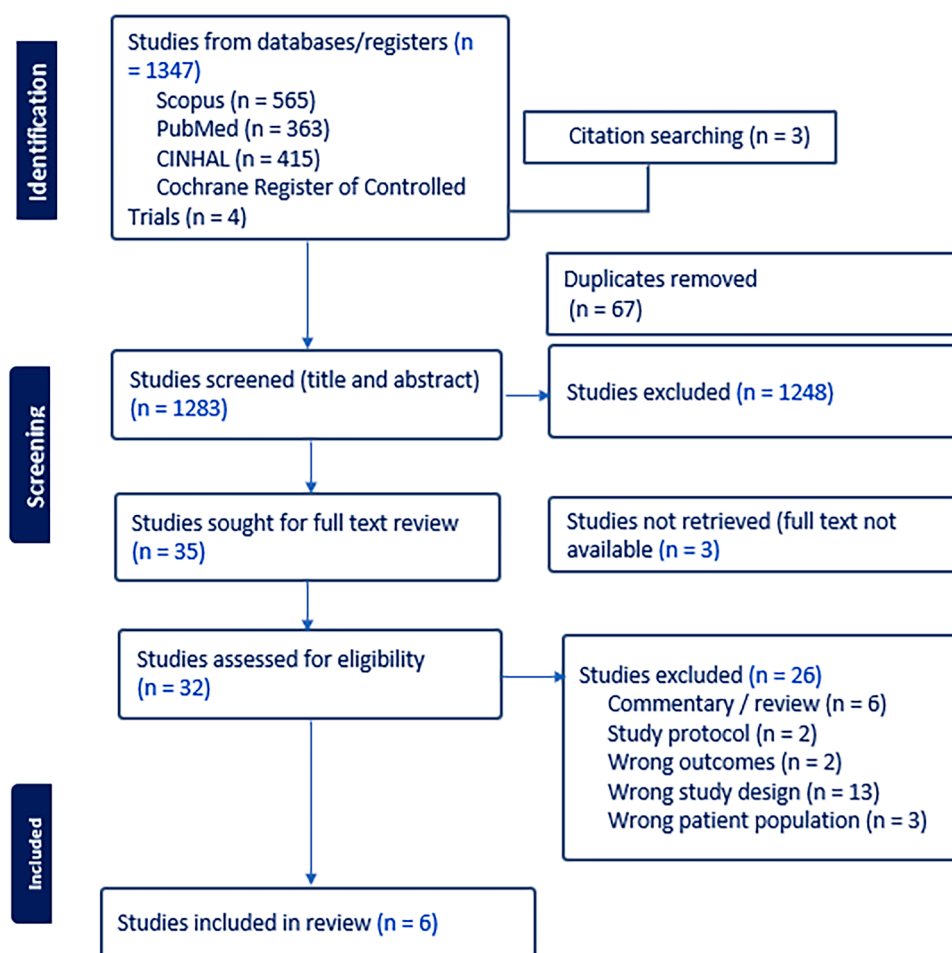 Identification
Studies from databases/registers (n
= 1347)
Scopus (n = 565)
PubMed (n = 363)
CINHAL (n = 415)
Cochrane Register of Controlled
Trials (n = 4)
Citation searching (n = 3)
Duplicates removed
(n = 67)
Screening
Studies screened (title and abstract)
(n = 1283)
Studies excluded (n = 1248)
Studies sought for full text review
(n = 35)
Studies not retrieved (full text not
available (n = 3)
Studies assessed for eligibility
(n = 32)
Studies excluded (n = 26)
Commentary / review (n = 6)
Study protocol (n = 2)
Wrong outcomes (n = 2)
Wrong study design (n = 13)
Wrong patient population (n = 3)
Included
Studies included in review (n = 6)